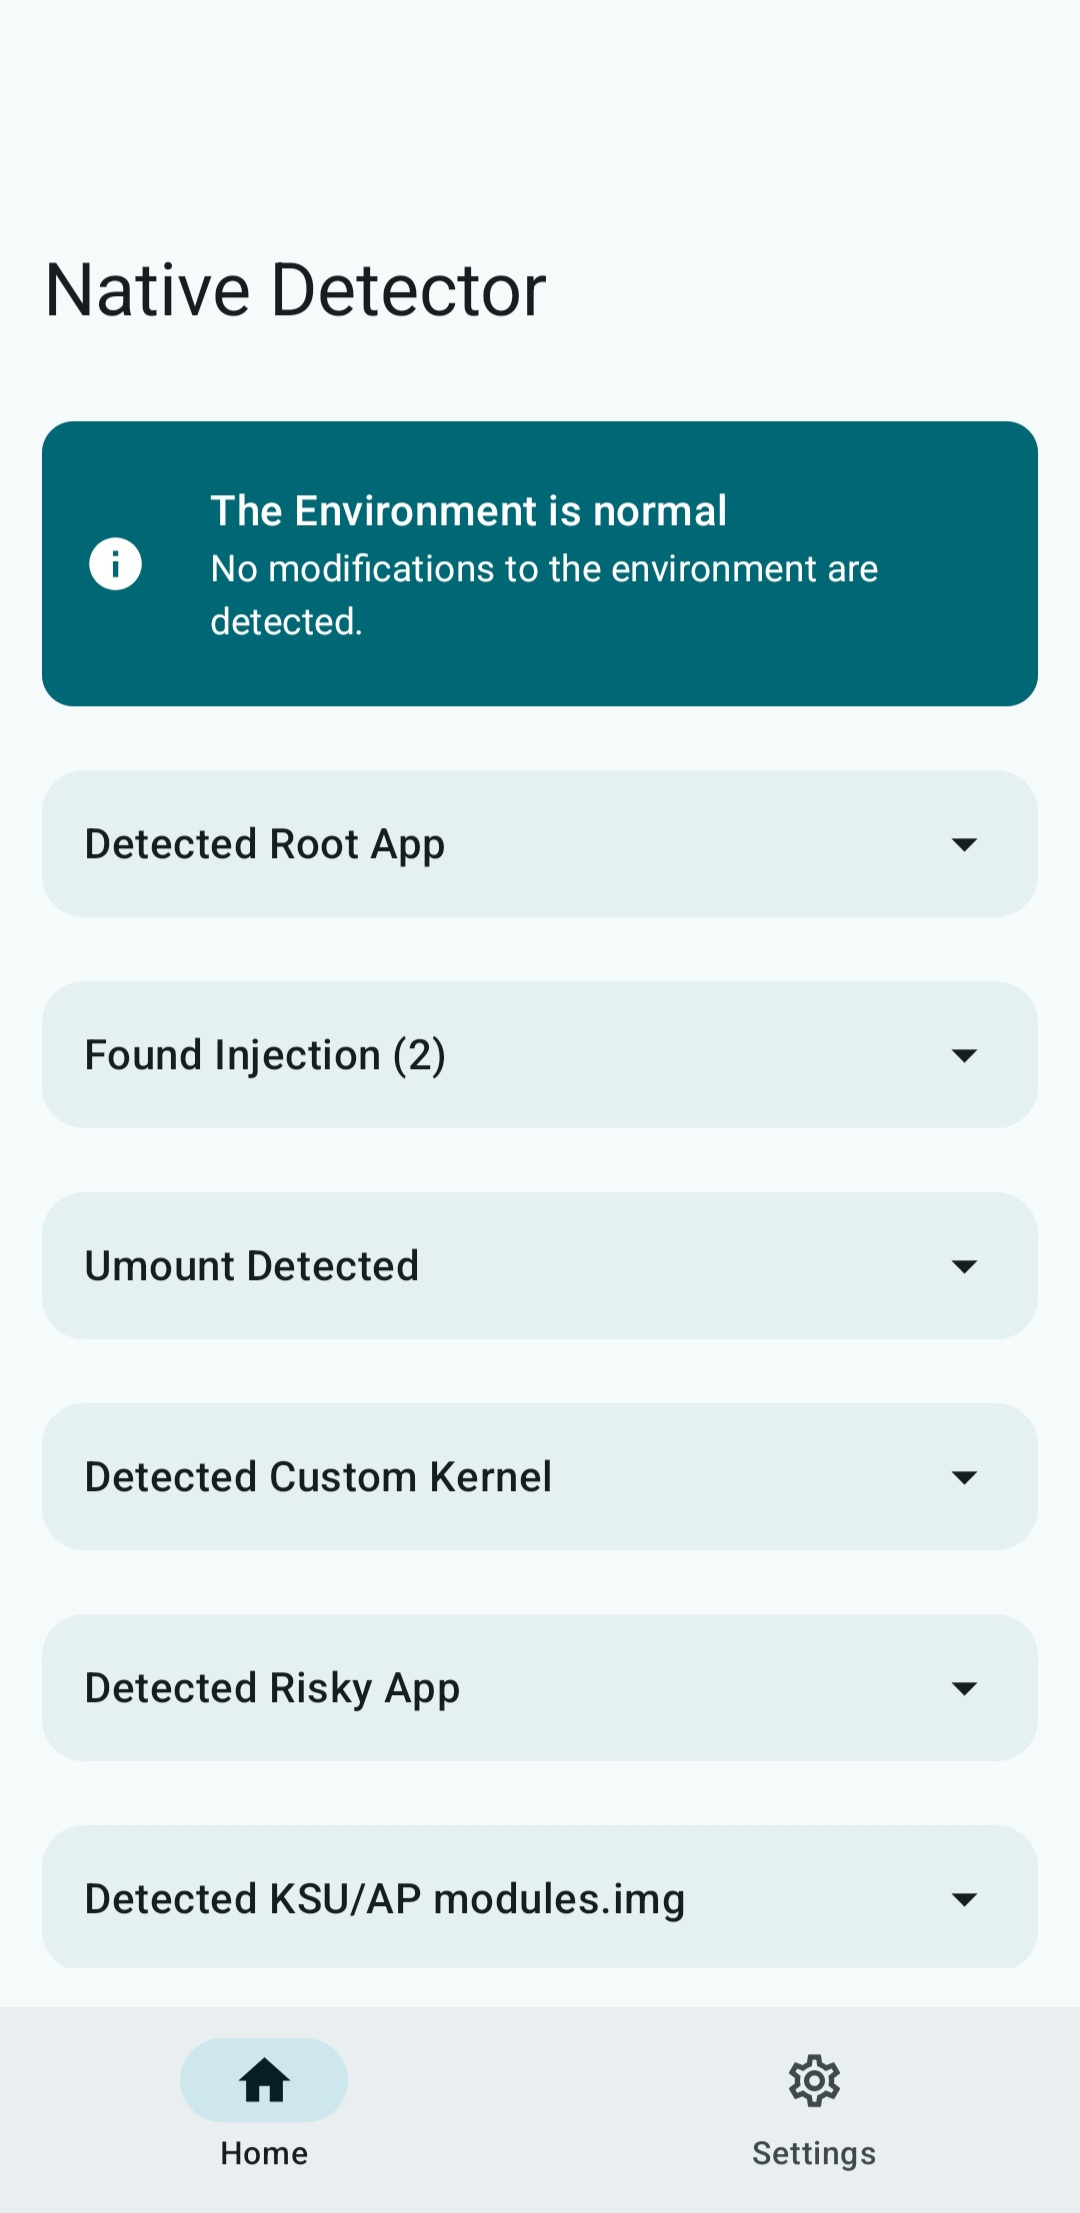 Native Detector
The Environment is normal
No modifications to the environment are
detected.
Detected Root App
Found Injection (2)
Umount Detected
Detected Custom Kernel
Detected Risky App
Detected KSU/AP modules.img
Home
Settings